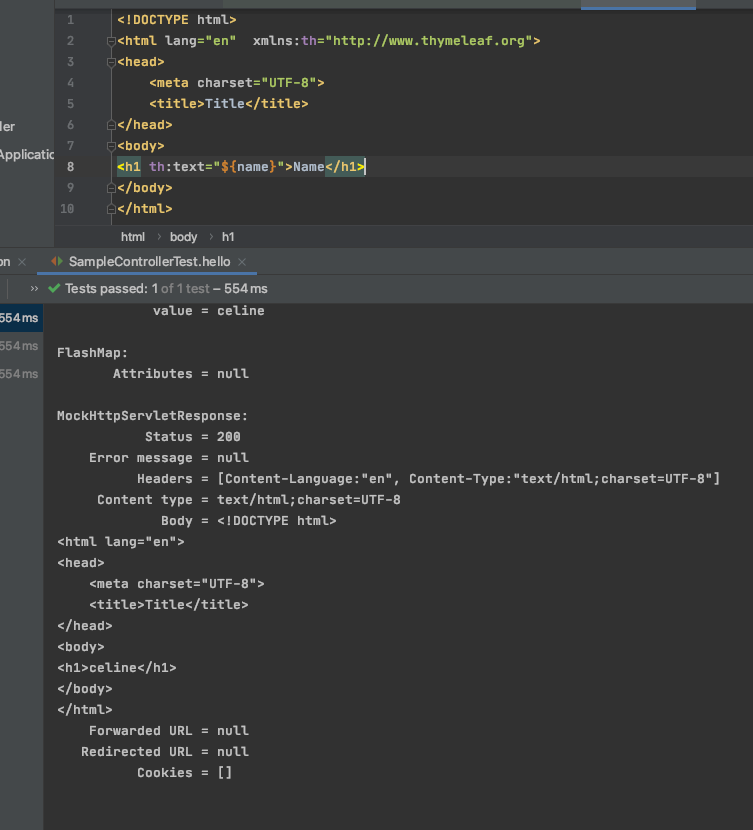 1 <!DOCTYPE html>
2 <html lang="en"  xmlns:th="http://www.thymeleaf.org">
3 <head>
4     <meta charset="UTF-8">
5     <title>Title</title>
6 </head>
7 <body>
8 <h1 th:text="${name}">Name</h1>
9 </body>
10 </html>
ler
Applicatio
html › body › h1
on × SampleControllerTest.hello ×
›› Tests passed: 1 of 1 test – 554 ms
554 ms
554 ms
554 ms
            value = celine
FlashMap:
       Attributes = null
MockHttpServletResponse:
           Status = 200
    Error message = null
          Headers = [Content-Language:"en", Content-Type:"text/html;charset=UTF-8"]
     Content type = text/html;charset=UTF-8
             Body = <!DOCTYPE html>
<html lang="en">
<head>
    <meta charset="UTF-8">
    <title>Title</title>
</head>
<body>
<h1>celine</h1>
</body>
</html>
    Forwarded URL = null
   Redirected URL = null
          Cookies = []